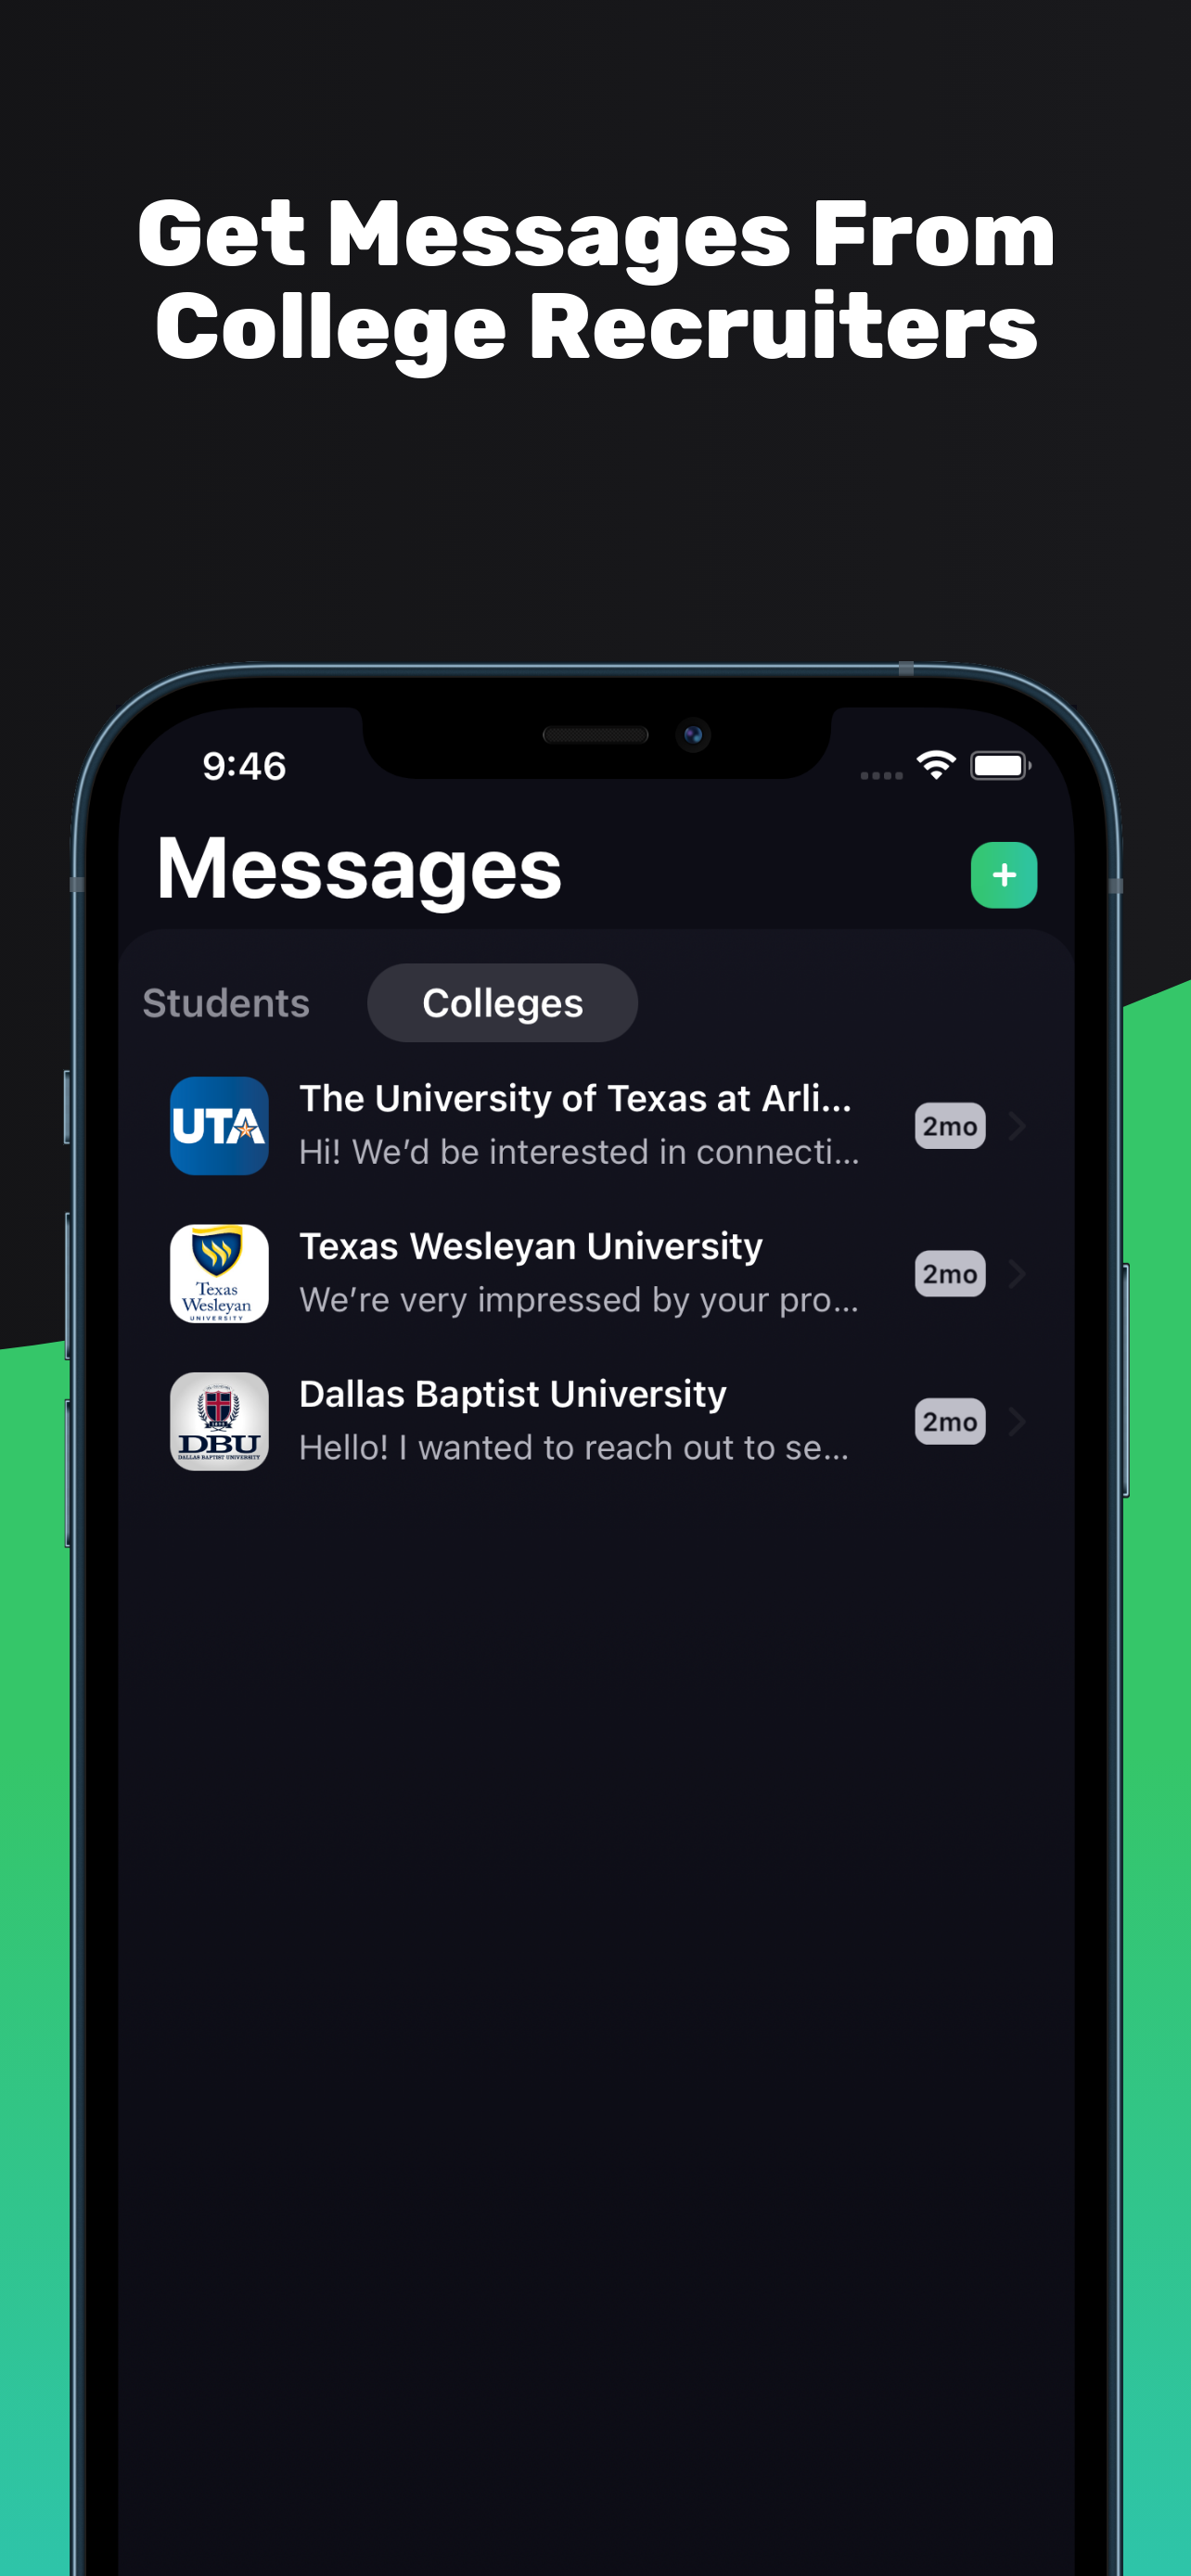 Get Messages From
College Recruiters
9:46
Messages
+
Students
Colleges
UTA
The University of Texas at Arli...
Hi! We’d be interested in connecti...
2mo
Texas
Wesleyan
UNIVERSITY
Texas Wesleyan University
We’re very impressed by your pro...
2mo
DBU
DALLAS BAPTIST UNIVERSITY
Dallas Baptist University
Hello! I wanted to reach out to se...
2mo